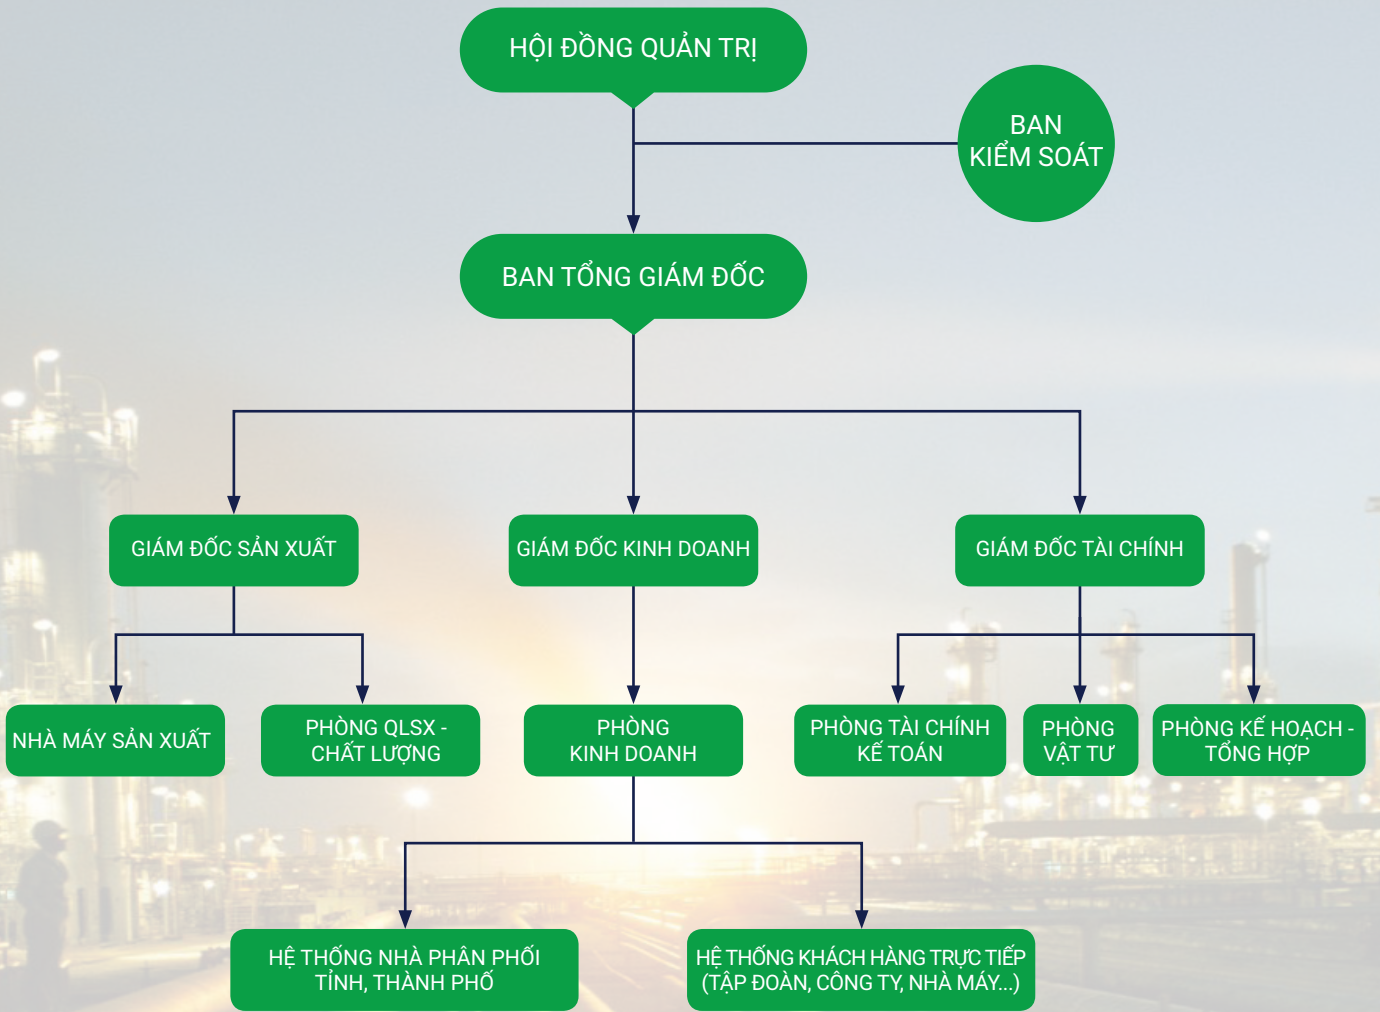 HỘI ĐỒNG QUẢN TRỊ
BAN
KIỂM SOÁT
BAN TỔNG GIÁM ĐỐC
GIÁM ĐỐC SẢN XUẤT
GIÁM ĐỐC KINH DOANH
GIÁM ĐỐC TÀI CHÍNH
NHÀ MÁY SẢN XUẤT
PHÒNG QLSX -
CHẤT LƯỢNG
PHÒNG
KINH DOANH
PHÒNG TÀI CHÍNH
KẾ TOÁN
PHÒNG
VẬT TƯ
PHÒNG KẾ HOẠCH -
TỔNG HỢP
HỆ THỐNG NHÀ PHÂN PHỐI
TỈNH, THÀNH PHỐ
HỆ THỐNG KHÁCH HÀNG TRỰC TIẾP
(TẬP ĐOÀN, CÔNG TY, NHÀ MÁY...)